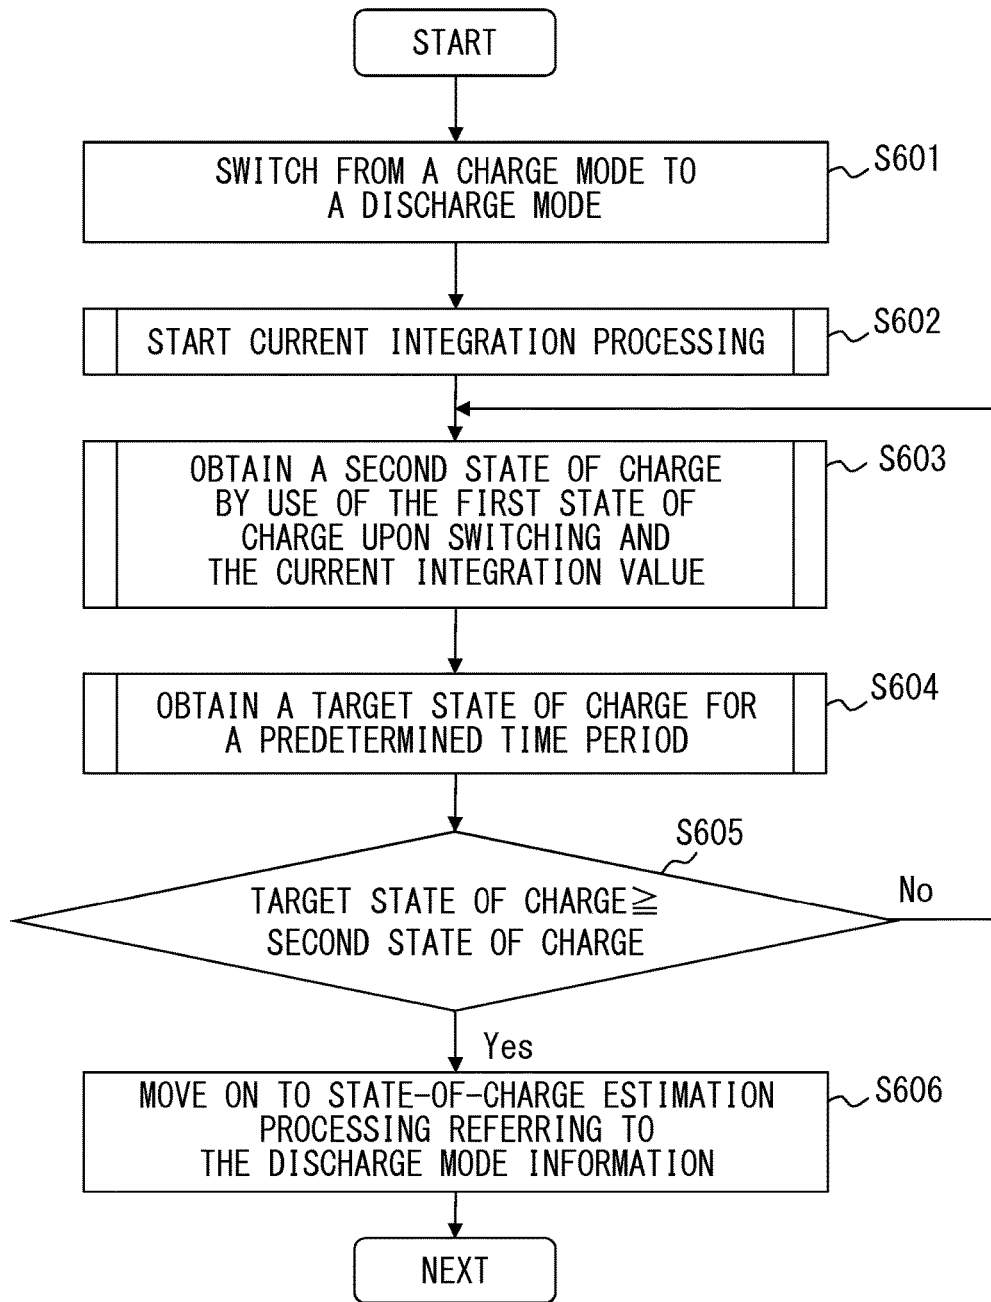 START
SWITCH FROM A CHARGE MODE TO
A DISCHARGE MODE
S601
START CURRENT INTEGRATION PROCESSING
S602
OBTAIN A SECOND STATE OF CHARGE
BY USE OF THE FIRST STATE OF
CHARGE UPON SWITCHING AND
THE CURRENT INTEGRATION VALUE
S603
OBTAIN A TARGET STATE OF CHARGE FOR
A PREDETERMINED TIME PERIOD
S604
S605
TARGET STATE OF CHARGE≧
SECOND STATE OF CHARGE
No
Yes
MOVE ON TO STATE-OF-CHARGE ESTIMATION
PROCESSING REFERRING TO
THE DISCHARGE MODE INFORMATION
S606
NEXT